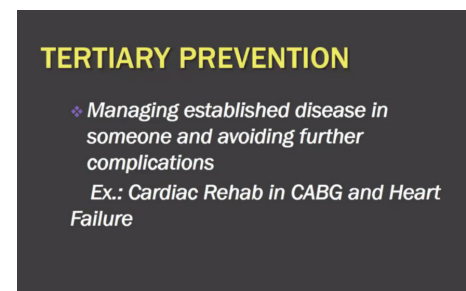 TERTIARY PREVENTION
Managing established disease in
someone and avoiding further
complications
Ex.: Cardiac Rehab in CABG and Heart
Failure